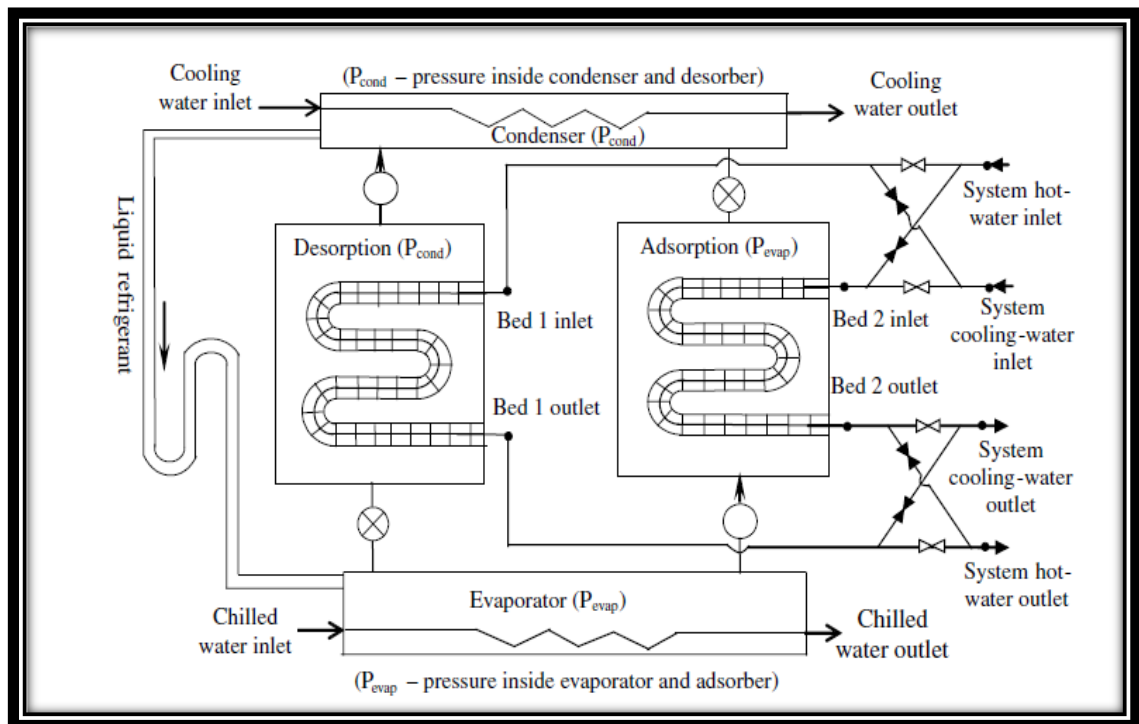 Cooling
water inlet
(Pcond – pressure inside condenser and desorber)
Cooling
water outlet
Condenser (Pcond)
Liquid refrigerant
System hot-
water inlet
Desorption (Pcond)
Adsorption (Pevap)
Bed 1 inlet
Bed 2 inlet
System
cooling-water
inlet
Bed 2 outlet
Bed 1 outlet
System
cooling-water
outlet
System hot-
water outlet
Evaporator (Pevap)
Chilled
water inlet
Chilled
water outlet
(Pevap – pressure inside evaporator and adsorber)